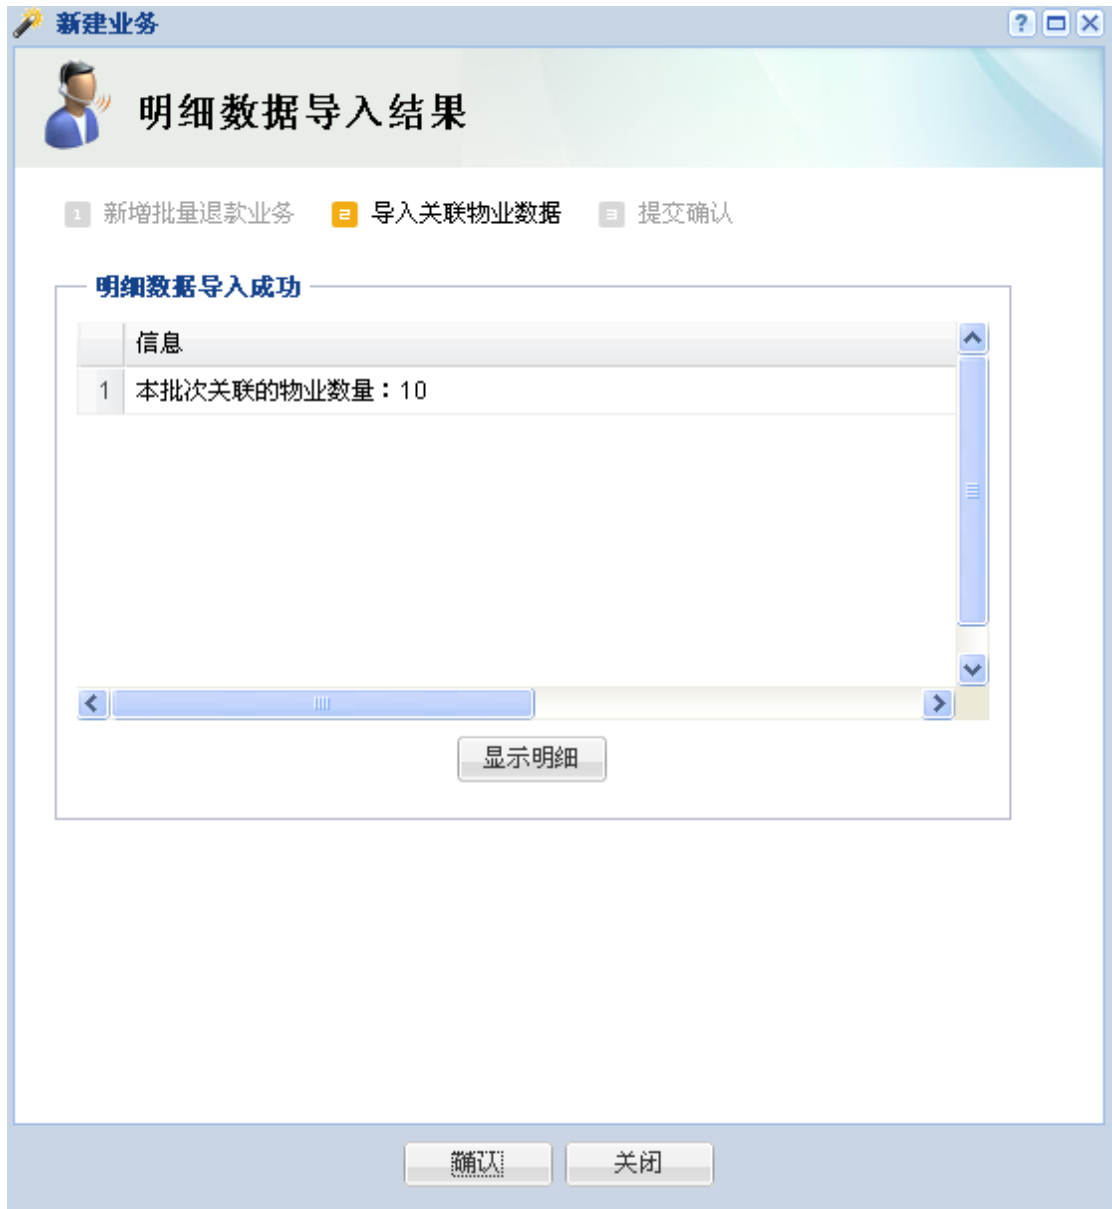 新建业务
明细数据导入结果
1 新增批量退款业务 2 导入关联物业数据 3 提交确认
明细数据导入成功
信息
1 本批次关联的物业数量：10
显示明细
确认 关闭